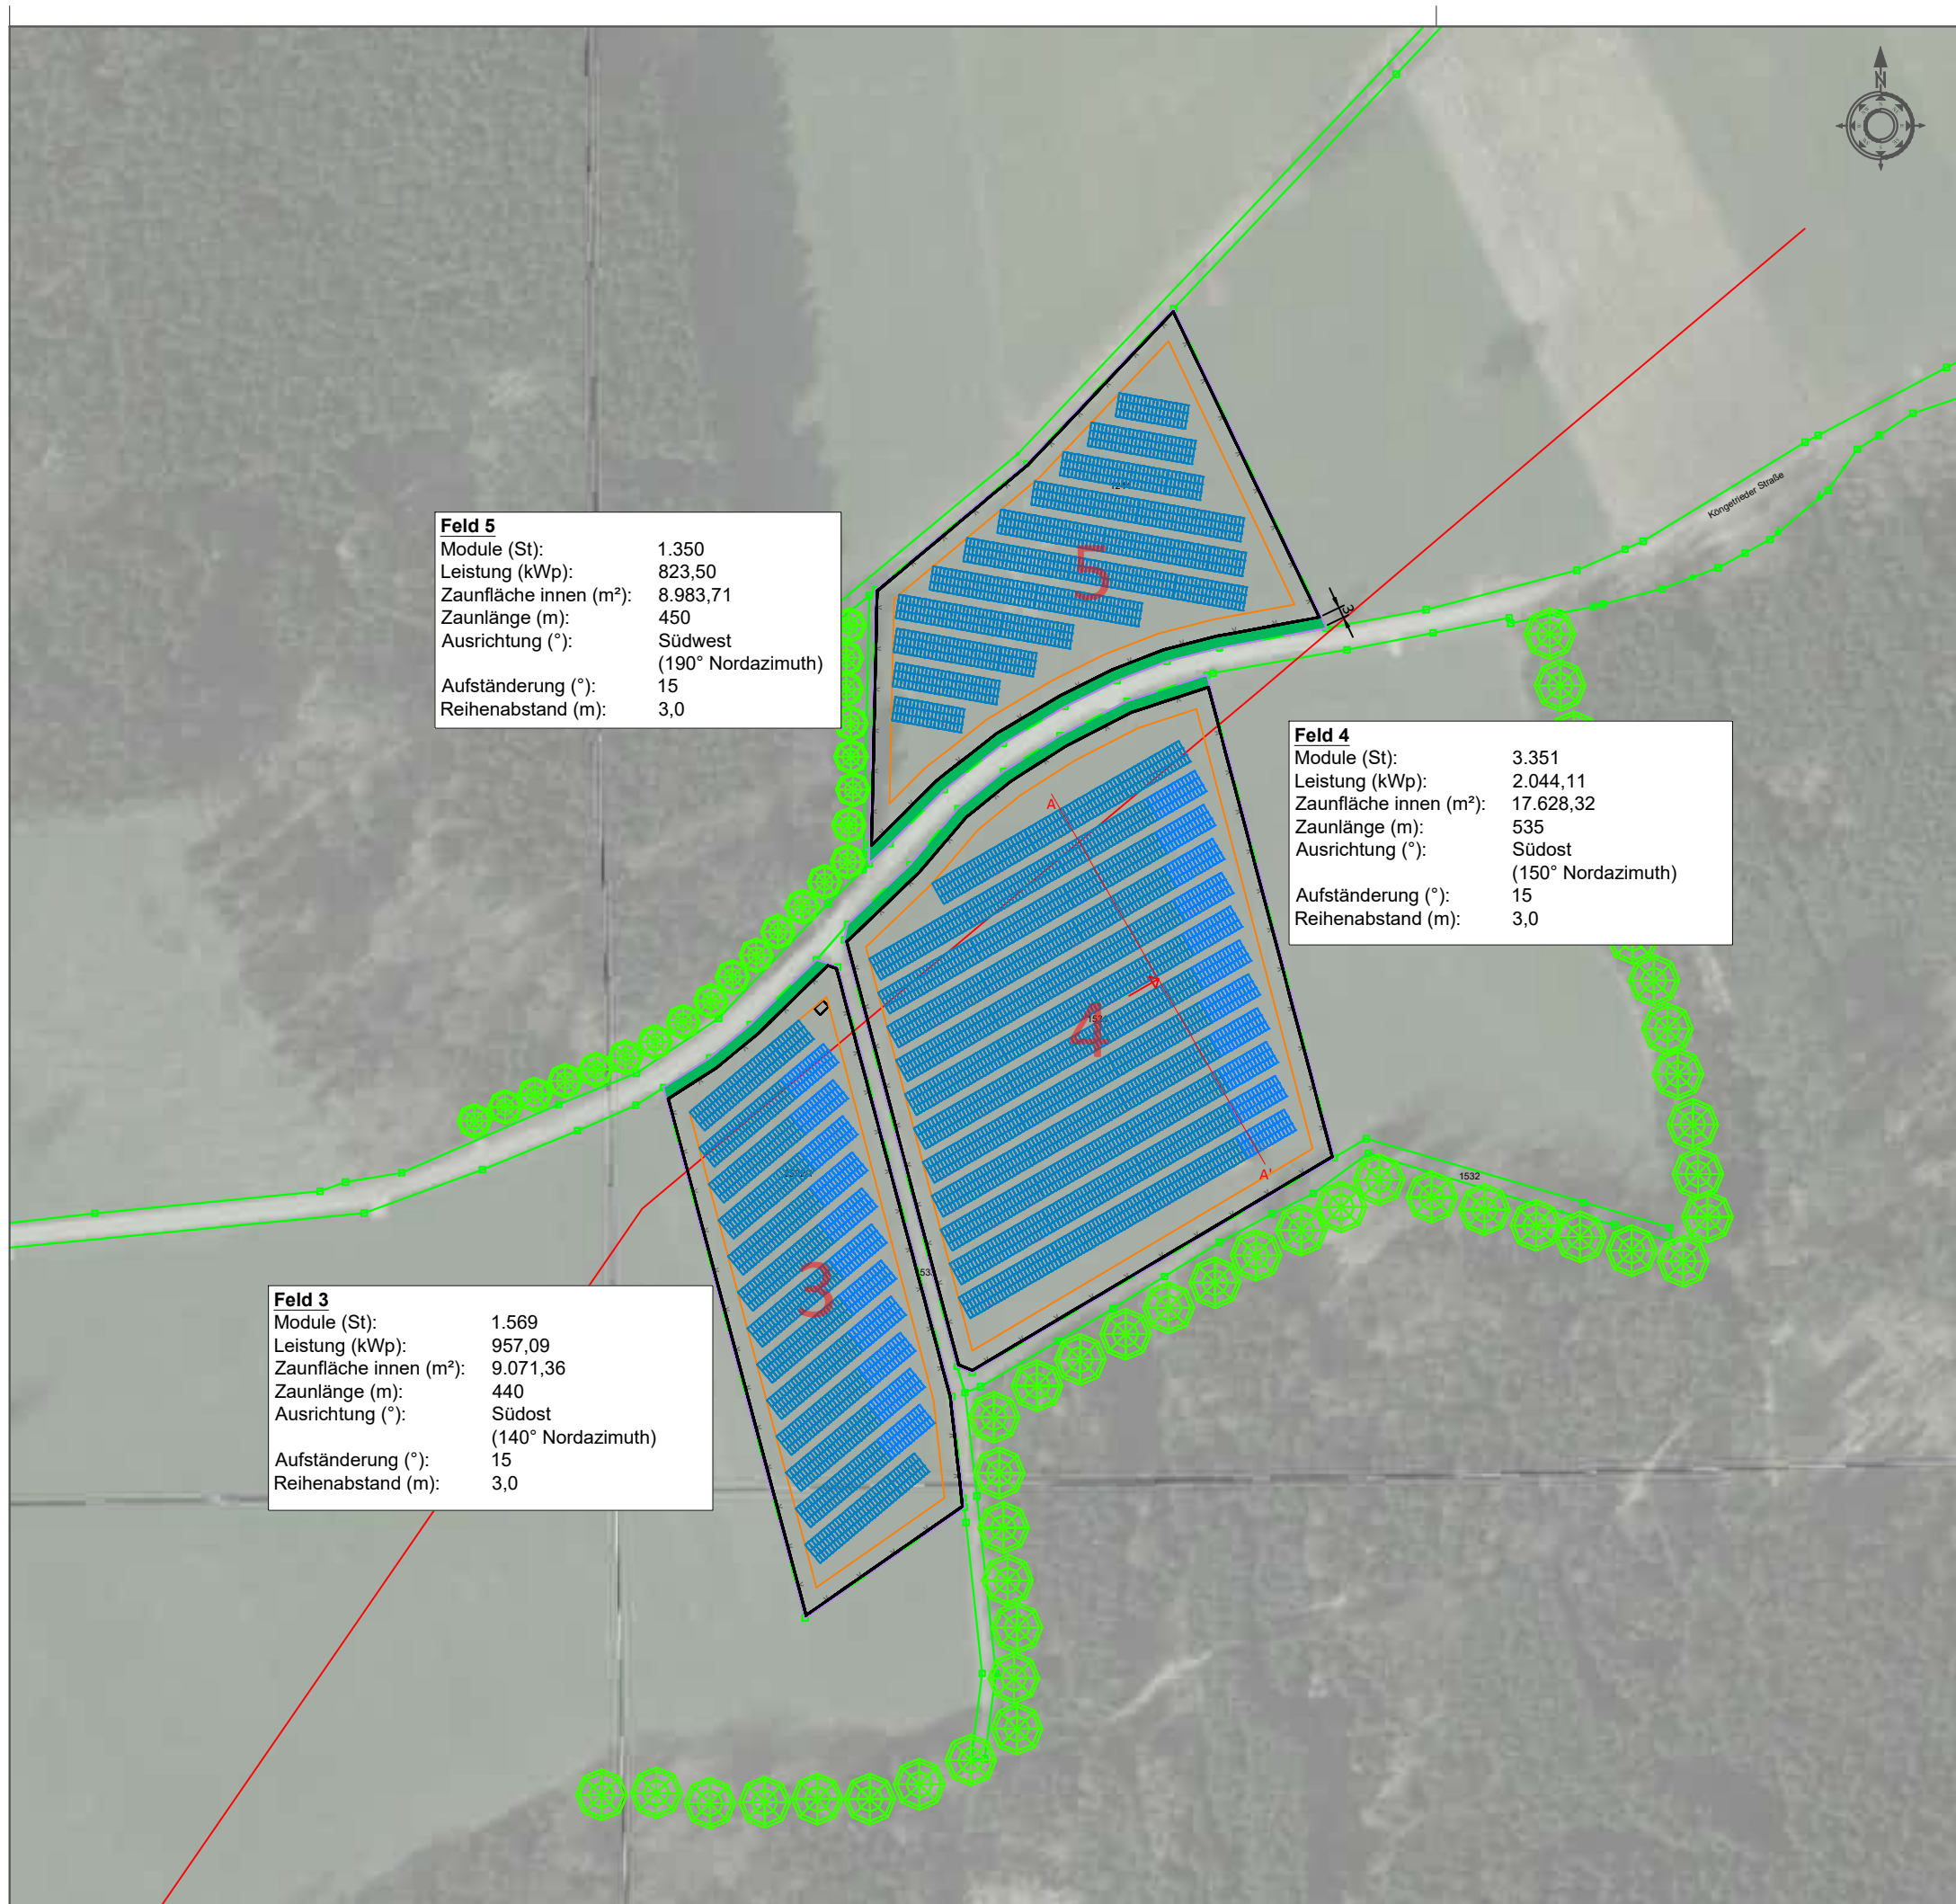 N
Köngetrieder Straße
5
3
Feld 5
Module (St): 1.350
Leistung (kWp): 823,50
Zaunfläche innen (m²): 8.983,71
Zaunlänge (m): 450
Ausrichtung (°): Südwest
(190° Nordazimuth)
Aufständerung (°): 15
Reihenabstand (m): 3,0
Feld 4
Module (St): 3.351
Leistung (kWp): 2.044,11
Zaunfläche innen (m²): 17.628,32
Zaunlänge (m): 535
Ausrichtung (°): Südost
(150° Nordazimuth)
Aufständerung (°): 15
Reihenabstand (m): 3,0
A
4
A'
1532
3
Feld 3
Module (St): 1.569
Leistung (kWp): 957,09
Zaunfläche innen (m²): 9.071,36
Zaunlänge (m): 440
Ausrichtung (°): Südost
(140° Nordazimuth)
Aufständerung (°): 15
Reihenabstand (m): 3,0